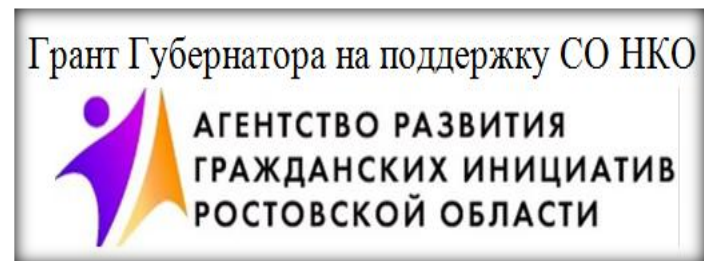 Грант Губернатора на поддержку СО НКО
АГЕНТСТВО РАЗВИТИЯ
ГРАЖДАНСКИХ ИНИЦИАТИВ
РОСТОВСКОЙ ОБЛАСТИ